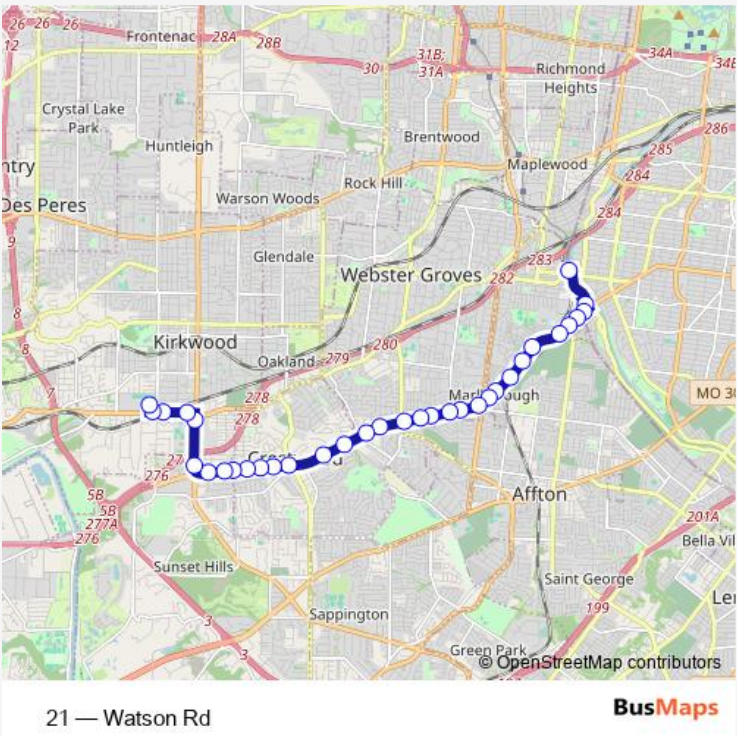 26 26 26
Frontenac 28A
28B
12
31B;
31A
30
34A
34B
Richmond
Heights
Crystal Lake
Park
Huntleigh
Brentwood
286
285
Maplewood
284
ntry
Rock Hill
Des Peres
Warson Woods
284
9
Glendale
283
Webster Groves 282
8
8
Kirkwood
280
Oakland 279
7
278
278
MO 30
276
5B
5B
277A
276
Affton
201A
Bella Vil
Sunset Hills
Saint George
Le
199
3
Sappington
3
Green Park
© OpenStreetMap contributors
21 — Watson Rd
BusMaps